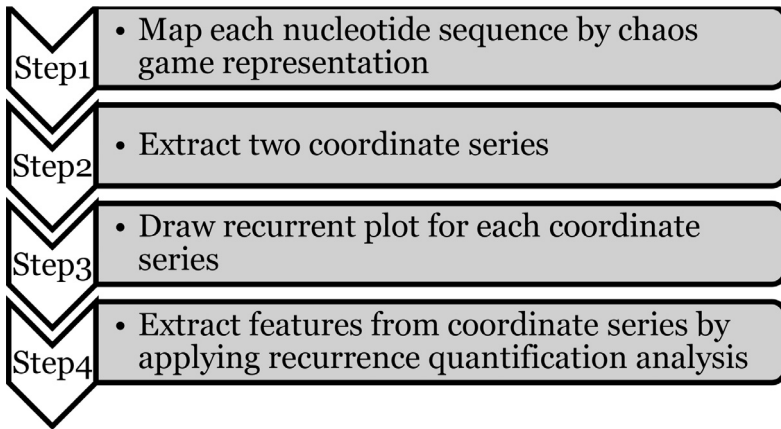 Step1
• Map each nucleotide sequence by chaos
game representation
Step2
• Extract two coordinate series
Step3
• Draw recurrent plot for each coordinate
series
Step4
• Extract features from coordinate series by
applying recurrence quantification analysis